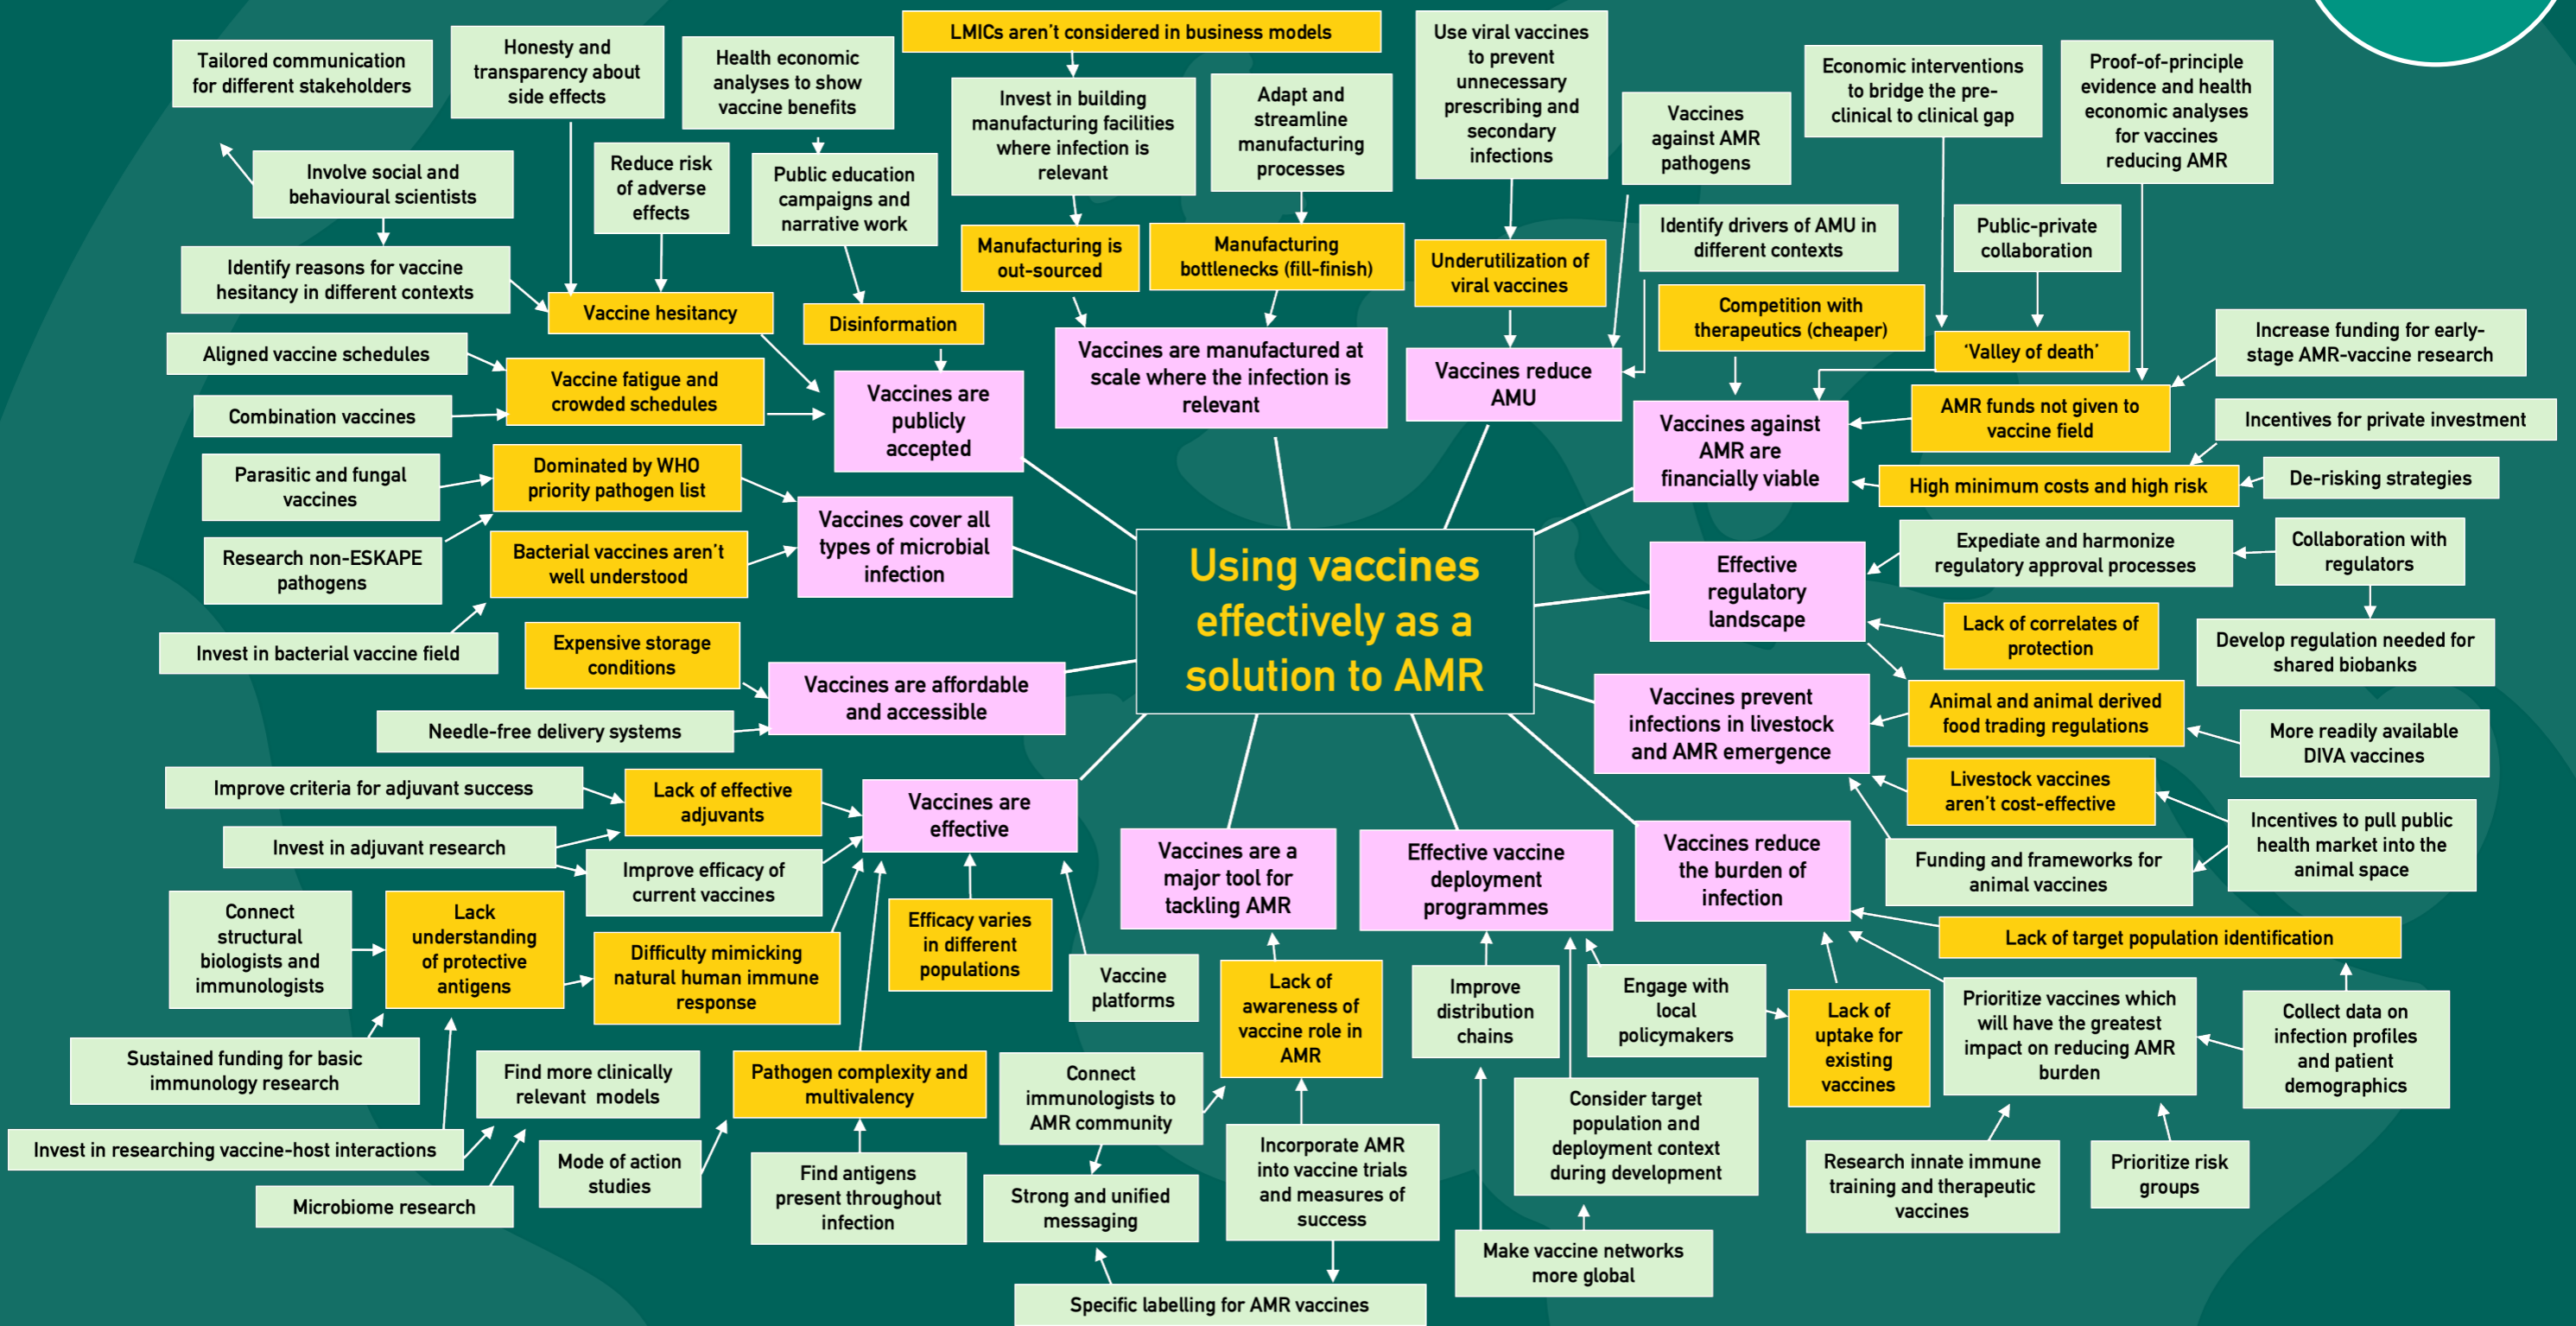 LMICs aren't considered in business models
Tailored communication
for different stakeholders
Honesty and
transparency about
side effects
Health economic
analyses to show
vaccine benefits
Invest in building
manufacturing facilities
where infection is
relevant
Adapt and
streamline
manufacturing
processes
Use viral vaccines
to prevent
unnecessary
prescribing and
secondary
infections
Vaccines
against AMR
pathogens
Economic interventions
to bridge the pre-
clinical to clinical gap
Proof-of-principle
evidence and health
economic analyses
for vaccines
reducing AMR
Involve social and
behavioural scientists
Reduce risk
of adverse
effects
Public education
campaigns and
narrative work
Identify reasons for vaccine
hesitancy in different contexts
Manufacturing is
out-sourced
Manufacturing
bottlenecks (fill-finish)
Underutilization of
viral vaccines
Identify drivers of AMU in
different contexts
Public-private
collaboration
Vaccine hesitancy
Disinformation
Competition with
therapeutics (cheaper)
'Valley of death'
Increase funding for early-
stage AMR-vaccine research
Aligned vaccine schedules
Vaccine fatigue and
crowded schedules
Combination vaccines
Vaccines are
publicly
accepted
Vaccines are manufactured at
scale where the infection is
relevant
Vaccines reduce
AMU
Vaccines against
AMR are
financially viable
AMR funds not given to
vaccine field
Incentives for private investment
High minimum costs and high risk
De-risking strategies
Parasitic and fungal
vaccines
Dominated by WHO
priority pathogen list
Research non-ESKAPE
pathogens
Bacterial vaccines aren't
well understood
Vaccines cover all
types of microbial
infection
Invest in bacterial vaccine field
Using vaccines
effectively as a
solution to AMR
Effective
regulatory
landscape
Expediate and harmonize
regulatory approval processes
Collaboration with
regulators
Lack of correlates of
protection
Develop regulation needed for
shared biobanks
Expensive storage
conditions
Vaccines are affordable
and accessible
Needle-free delivery systems
Vaccines prevent
infections in livestock
and AMR emergence
Animal and animal derived
food trading regulations
More readily available
DIVA vaccines
Livestock vaccines
aren't cost-effective
Incentives to pull public
health market into the
animal space
Funding and frameworks for
animal vaccines
Improve criteria for adjuvant success
Lack of effective
adjuvants
Vaccines are
effective
Invest in adjuvant research
Improve efficacy of
current vaccines
Connect
structural
biologists and
immunologists
Lack
understanding
of protective
antigens
Difficulty mimicking
natural human immune
response
Efficacy varies
in different
populations
Vaccine
platforms
Vaccines are a
major tool for
tackling AMR
Effective vaccine
deployment
programmes
Vaccines reduce
the burden of
infection
Lack of target population identification
Lack of
awareness of
vaccine role in
AMR
Improve
distribution
chains
Engage with
local
policymakers
Lack of
uptake for
existing
vaccines
Prioritize vaccines which
will have the greatest
impact on reducing AMR
burden
Collect data on
infection profiles
and patient
demographics
Sustained funding for basic
immunology research
Find more clinically
relevant models
Pathogen complexity and
multivalency
Connect
immunologists to
AMR community
Consider target
population and
deployment context
during development
Invest in researching vaccine-host interactions
Mode of action
studies
Find antigens
present throughout
infection
Incorporate AMR
into vaccine trials
and measures of
success
Research innate immune
training and therapeutic
vaccines
Prioritize risk
groups
Microbiome research
Strong and unified
messaging
Make vaccine networks
more global
Specific labelling for AMR vaccines